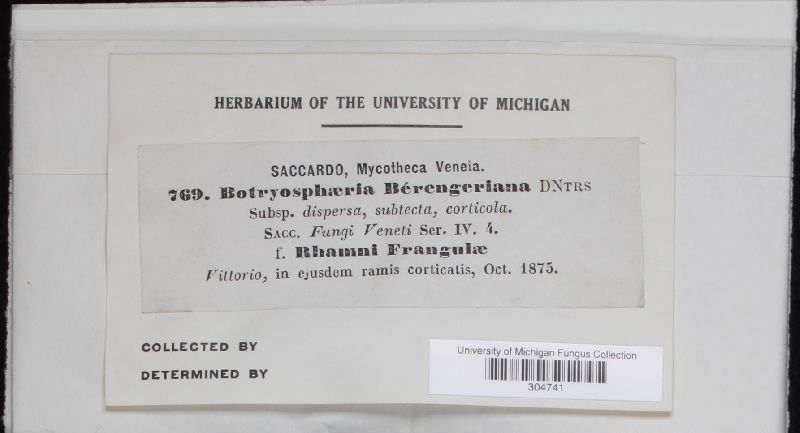 HERBARIUM OF THE UNIVERSITY OF MICHIGAN
SACCARDO, Mycotheca Veneia.
769. Botryosphæria Bérengeriana DNTRS
Subsp. dispersa, subtecta, corticola.
SACC. Fungi Veneti Ser. IV. 4.
f. Rhamni Frangulæ
Vittorio, in ejusdem ramis corticatis, Oct. 1875.
COLLECTED BY
DETERMINED BY
University of Michigan Fungus Collection
304741